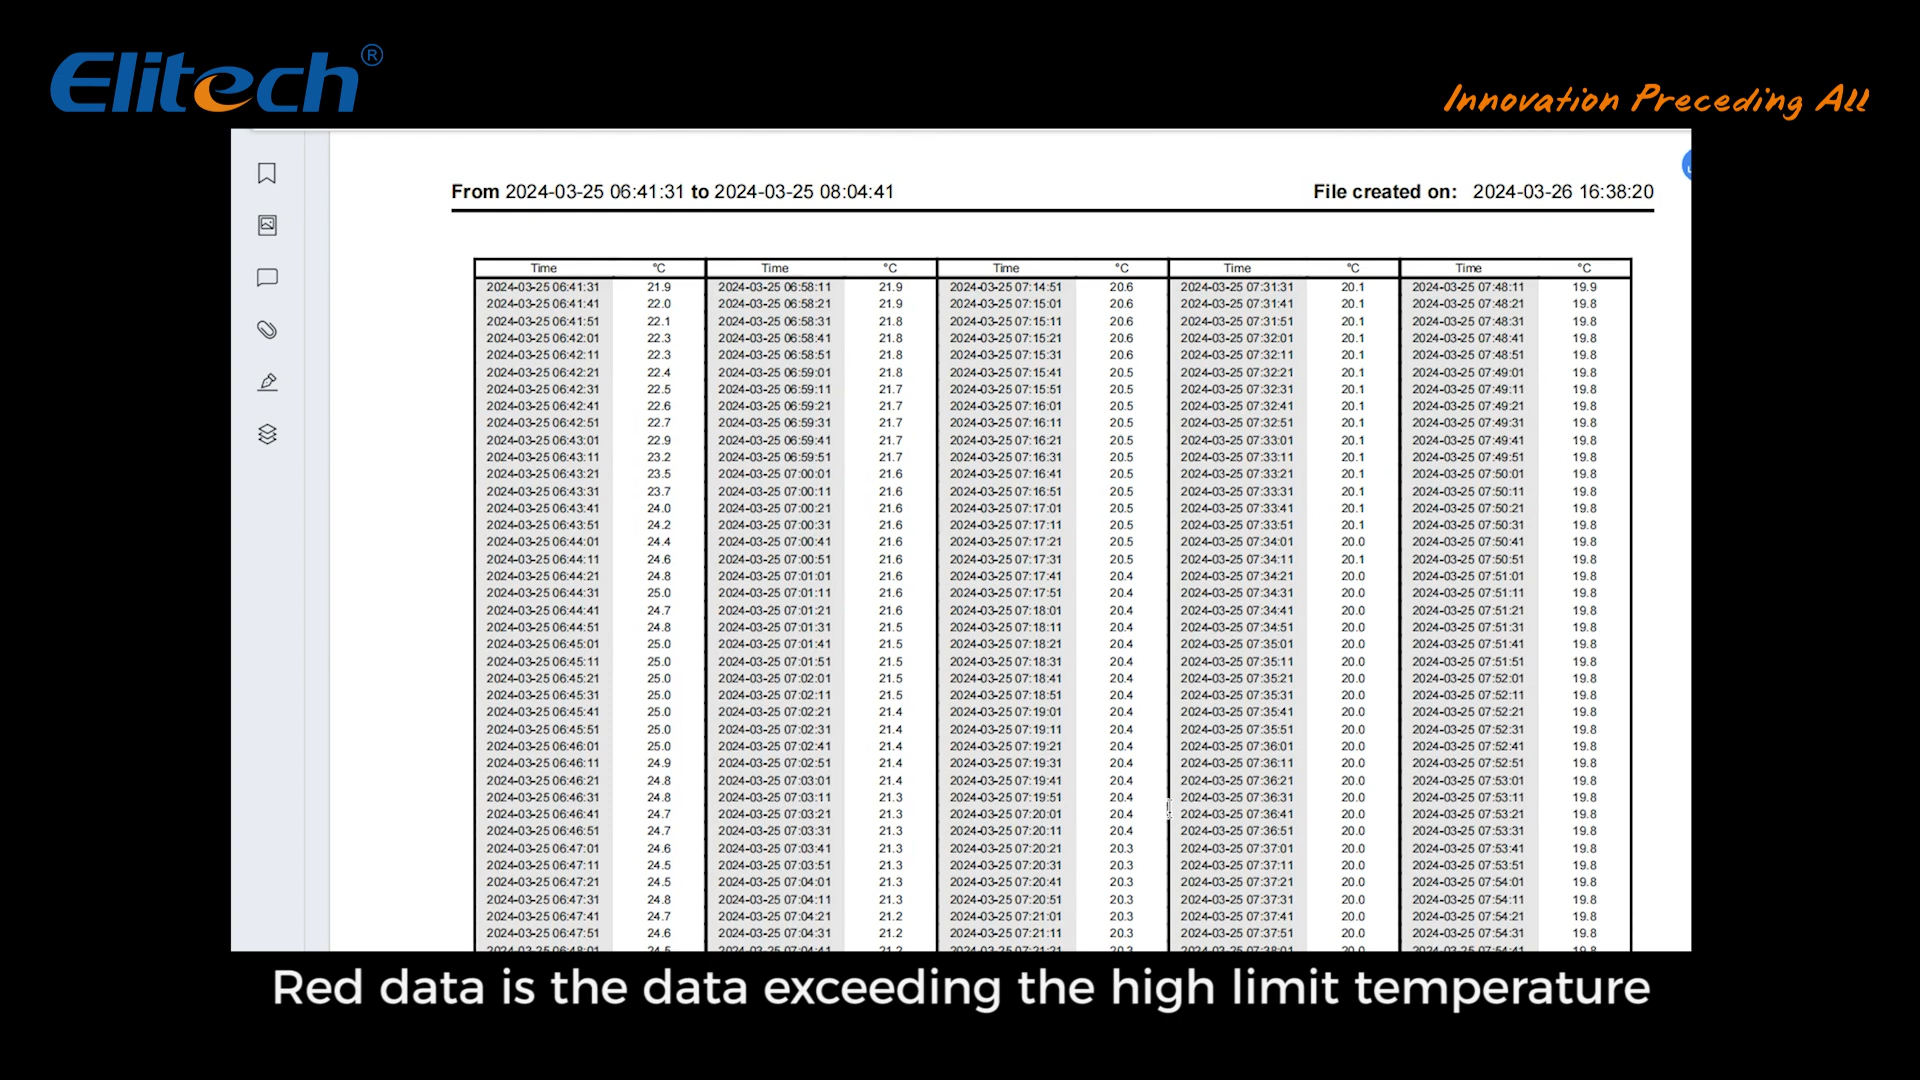 Elitech®
Innovation Preceding All
From 2024-03-25 06:41:31 to 2024-03-25 08:04:41 File created on: 2024-03-26 16:38:20
Time °C Time °C Time °C Time °C Time °C
2024-03-25 06:41:31 21.9 2024-03-25 06:58:11 21.9 2024-03-25 07:14:51 20.6 2024-03-25 07:31:31 20.1 2024-03-25 07:48:11 19.9
2024-03-25 06:41:41 22.0 2024-03-25 06:58:21 21.9 2024-03-25 07:15:01 20.6 2024-03-25 07:31:41 20.1 2024-03-25 07:48:21 19.8
2024-03-25 06:41:51 22.1 2024-03-25 06:58:31 21.8 2024-03-25 07:15:11 20.6 2024-03-25 07:31:51 20.1 2024-03-25 07:48:31 19.8
2024-03-25 06:42:01 22.3 2024-03-25 06:58:41 21.8 2024-03-25 07:15:21 20.6 2024-03-25 07:32:01 20.1 2024-03-25 07:48:41 19.8
2024-03-25 06:42:11 22.3 2024-03-25 06:58:51 21.8 2024-03-25 07:15:31 20.6 2024-03-25 07:32:11 20.1 2024-03-25 07:48:51 19.8
2024-03-25 06:42:21 22.4 2024-03-25 06:59:01 21.8 2024-03-25 07:15:41 20.5 2024-03-25 07:32:21 20.1 2024-03-25 07:49:01 19.8
2024-03-25 06:42:31 22.5 2024-03-25 06:59:11 21.7 2024-03-25 07:15:51 20.5 2024-03-25 07:32:31 20.1 2024-03-25 07:49:11 19.8
2024-03-25 06:42:41 22.6 2024-03-25 06:59:21 21.7 2024-03-25 07:16:01 20.5 2024-03-25 07:32:41 20.1 2024-03-25 07:49:21 19.8
2024-03-25 06:42:51 22.7 2024-03-25 06:59:31 21.7 2024-03-25 07:16:11 20.5 2024-03-25 07:32:51 20.1 2024-03-25 07:49:31 19.8
2024-03-25 06:43:01 22.9 2024-03-25 06:59:41 21.7 2024-03-25 07:16:21 20.5 2024-03-25 07:33:01 20.1 2024-03-25 07:49:41 19.8
2024-03-25 06:43:11 23.2 2024-03-25 06:59:51 21.7 2024-03-25 07:16:31 20.5 2024-03-25 07:33:11 20.1 2024-03-25 07:49:51 19.8
2024-03-25 06:43:21 23.5 2024-03-25 07:00:01 21.6 2024-03-25 07:16:41 20.5 2024-03-25 07:33:21 20.1 2024-03-25 07:50:01 19.8
2024-03-25 06:43:31 23.7 2024-03-25 07:00:11 21.6 2024-03-25 07:16:51 20.5 2024-03-25 07:33:31 20.1 2024-03-25 07:50:11 19.8
2024-03-25 06:43:41 24.0 2024-03-25 07:00:21 21.6 2024-03-25 07:17:01 20.5 2024-03-25 07:33:41 20.1 2024-03-25 07:50:21 19.8
2024-03-25 06:43:51 24.2 2024-03-25 07:00:31 21.6 2024-03-25 07:17:11 20.5 2024-03-25 07:33:51 20.1 2024-03-25 07:50:31 19.8
2024-03-25 06:44:01 24.4 2024-03-25 07:00:41 21.6 2024-03-25 07:17:21 20.5 2024-03-25 07:34:01 20.0 2024-03-25 07:50:41 19.8
2024-03-25 06:44:11 24.6 2024-03-25 07:00:51 21.6 2024-03-25 07:17:31 20.5 2024-03-25 07:34:11 20.1 2024-03-25 07:50:51 19.8
2024-03-25 06:44:21 24.8 2024-03-25 07:01:01 21.6 2024-03-25 07:17:41 20.4 2024-03-25 07:34:21 20.0 2024-03-25 07:51:01 19.8
2024-03-25 06:44:31 25.0 2024-03-25 07:01:11 21.6 2024-03-25 07:17:51 20.4 2024-03-25 07:34:31 20.0 2024-03-25 07:51:11 19.8
2024-03-25 06:44:41 24.7 2024-03-25 07:01:21 21.6 2024-03-25 07:18:01 20.4 2024-03-25 07:34:41 20.0 2024-03-25 07:51:21 19.8
2024-03-25 06:44:51 24.8 2024-03-25 07:01:31 21.5 2024-03-25 07:18:11 20.4 2024-03-25 07:34:51 20.0 2024-03-25 07:51:31 19.8
2024-03-25 06:45:01 25.0 2024-03-25 07:01:41 21.5 2024-03-25 07:18:21 20.4 2024-03-25 07:35:01 20.0 2024-03-25 07:51:41 19.8
2024-03-25 06:45:11 25.0 2024-03-25 07:01:51 21.5 2024-03-25 07:18:31 20.4 2024-03-25 07:35:11 20.0 2024-03-25 07:51:51 19.8
2024-03-25 06:45:21 25.0 2024-03-25 07:02:01 21.5 2024-03-25 07:18:41 20.4 2024-03-25 07:35:21 20.0 2024-03-25 07:52:01 19.8
2024-03-25 06:45:31 25.0 2024-03-25 07:02:11 21.5 2024-03-25 07:18:51 20.4 2024-03-25 07:35:31 20.0 2024-03-25 07:52:11 19.8
2024-03-25 06:45:41 25.0 2024-03-25 07:02:21 21.4 2024-03-25 07:19:01 20.4 2024-03-25 07:35:41 20.0 2024-03-25 07:52:21 19.8
2024-03-25 06:45:51 25.0 2024-03-25 07:02:31 21.4 2024-03-25 07:19:11 20.4 2024-03-25 07:35:51 20.0 2024-03-25 07:52:31 19.8
2024-03-25 06:46:01 25.0 2024-03-25 07:02:41 21.4 2024-03-25 07:19:21 20.4 2024-03-25 07:36:01 20.0 2024-03-25 07:52:41 19.8
2024-03-25 06:46:11 24.9 2024-03-25 07:02:51 21.4 2024-03-25 07:19:31 20.4 2024-03-25 07:36:11 20.0 2024-03-25 07:52:51 19.8
2024-03-25 06:46:21 24.8 2024-03-25 07:03:01 21.4 2024-03-25 07:19:41 20.4 2024-03-25 07:36:21 20.0 2024-03-25 07:53:01 19.8
2024-03-25 06:46:31 24.8 2024-03-25 07:03:11 21.3 2024-03-25 07:19:51 20.4 2024-03-25 07:36:31 20.0 2024-03-25 07:53:11 19.8
2024-03-25 06:46:41 24.7 2024-03-25 07:03:21 21.3 2024-03-25 07:20:01 20.4 2024-03-25 07:36:41 20.0 2024-03-25 07:53:21 19.8
2024-03-25 06:46:51 24.7 2024-03-25 07:03:31 21.3 2024-03-25 07:20:11 20.4 2024-03-25 07:36:51 20.0 2024-03-25 07:53:31 19.8
2024-03-25 06:47:01 24.6 2024-03-25 07:03:41 21.3 2024-03-25 07:20:21 20.3 2024-03-25 07:37:01 20.0 2024-03-25 07:53:41 19.8
2024-03-25 06:47:11 24.5 2024-03-25 07:03:51 21.3 2024-03-25 07:20:31 20.3 2024-03-25 07:37:11 20.0 2024-03-25 07:53:51 19.8
2024-03-25 06:47:21 24.5 2024-03-25 07:04:01 21.3 2024-03-25 07:20:41 20.3 2024-03-25 07:37:21 20.0 2024-03-25 07:54:01 19.8
2024-03-25 06:47:31 24.8 2024-03-25 07:04:11 21.3 2024-03-25 07:20:51 20.3 2024-03-25 07:37:31 20.0 2024-03-25 07:54:11 19.8
2024-03-25 06:47:41 24.7 2024-03-25 07:04:21 21.2 2024-03-25 07:21:01 20.3 2024-03-25 07:37:41 20.0 2024-03-25 07:54:21 19.8
2024-03-25 06:47:51 24.6 2024-03-25 07:04:31 21.2 2024-03-25 07:21:11 20.3 2024-03-25 07:37:51 20.0 2024-03-25 07:54:31 19.8
Red data is the data exceeding the high limit temperature